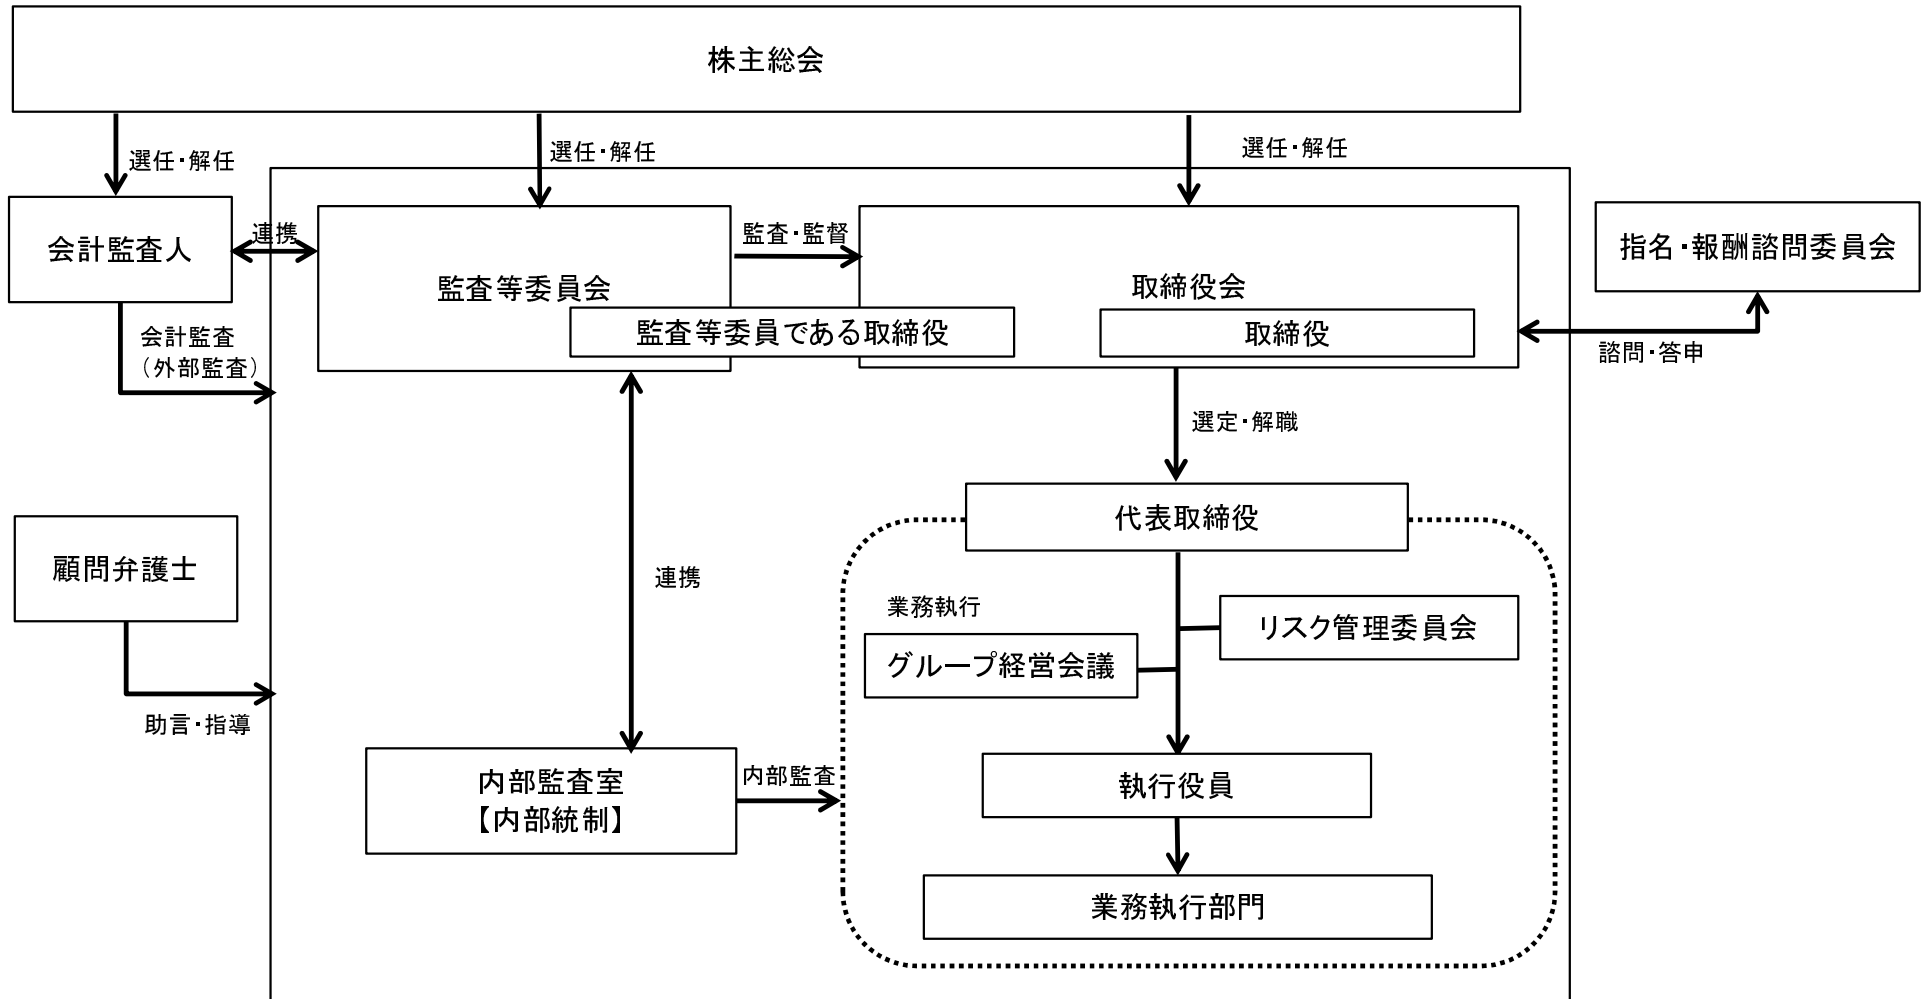 株主総会
選任・解任
選任・解任
選任・解任
会計監査人
連携
監査等委員会
監査・監督
取締役会
指名・報酬諮問委員会
監査等委員である取締役
取締役
会計監査
（外部監査）
諮問・答申
選定・解職
代表取締役
顧問弁護士
連携
業務執行
リスク管理委員会
グループ経営会議
助言・指導
内部監査室
【内部統制】
内部監査
執行役員
業務執行部門